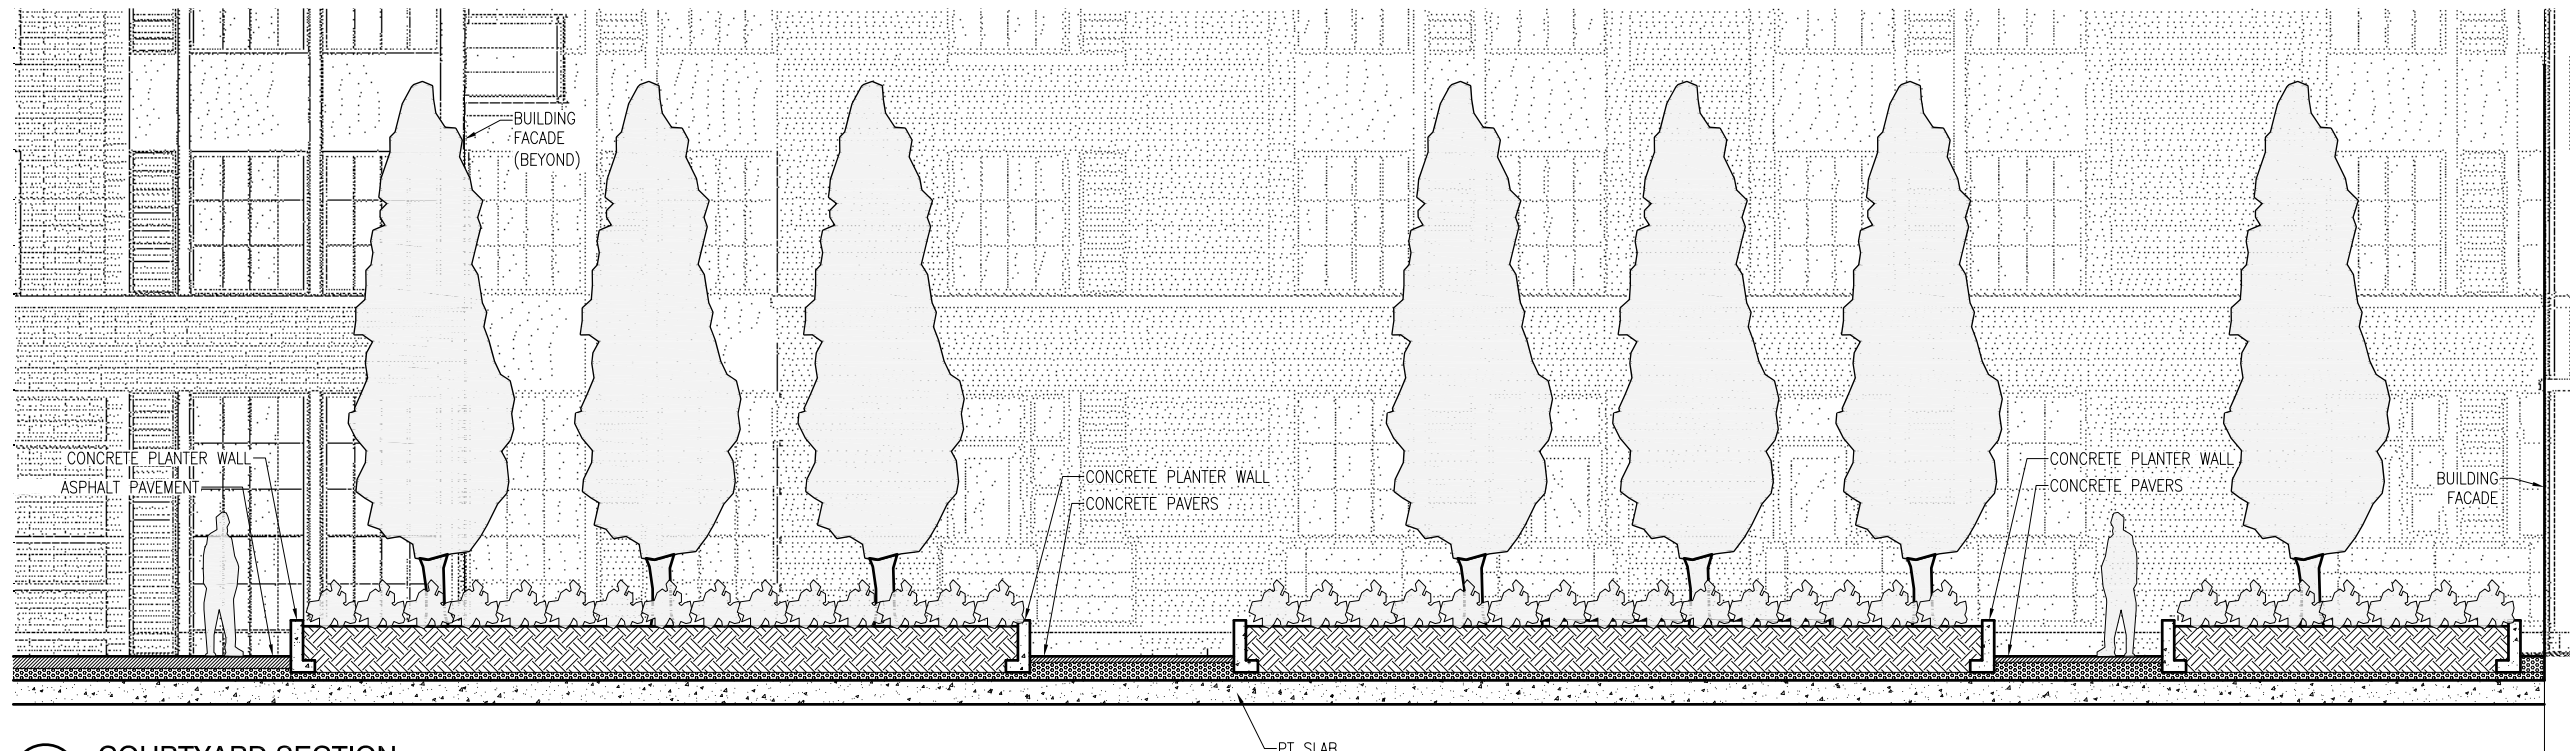 BUILDING
FACADE
(BEYOND)
CONCRETE PLANTER WALL
ASPHALT PAVEMENT
CONCRETE PLANTER WALL
CONCRETE PAVERS
CONCRETE PLANTER WALL
CONCRETE PAVERS
BUILDING
FACADE
COURTYARD SECTION
PT SLAB